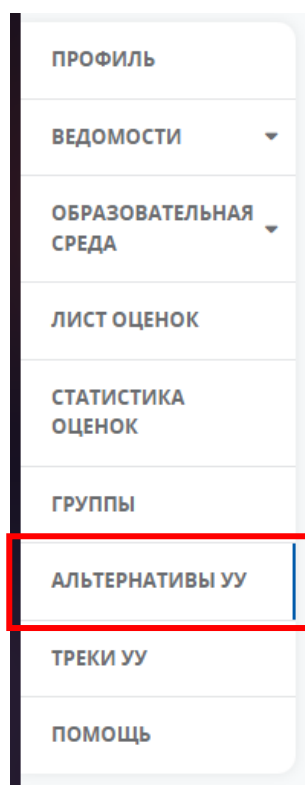 ПРОФИЛЬ
ВЕДОМОСТИ
ОБРАЗОВАТЕЛЬНАЯ
СРЕДА
ЛИСТ ОЦЕНОК
СТАТИСТИКА
ОЦЕНОК
ГРУППЫ
АЛЬТЕРНАТИВЫ УУ
ТРЕКИ УУ
ПОМОЩЬ